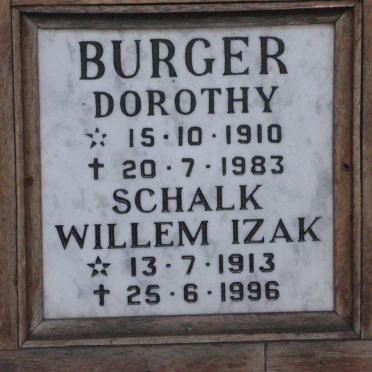 BURGER
DOROTHY
☆ 15·10·1910
✝ 20·7·1983
SCHALK
WILLEM IZAK
☆ 13·7·1913
✝ 25·6·1996